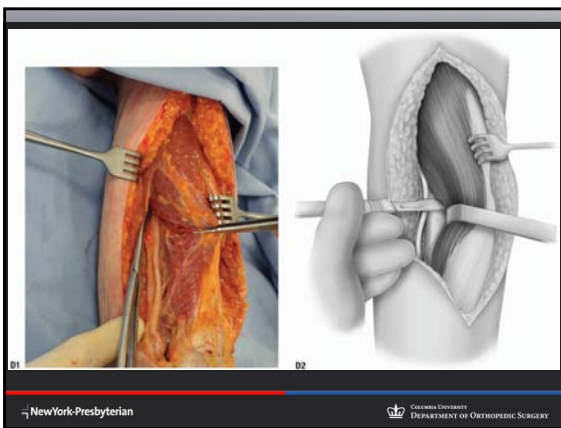 D1
D2
NewYork-Presbyterian
COLUMBIA UNIVERSITY
DEPARTMENT OF ORTHOPEDIC SURGERY